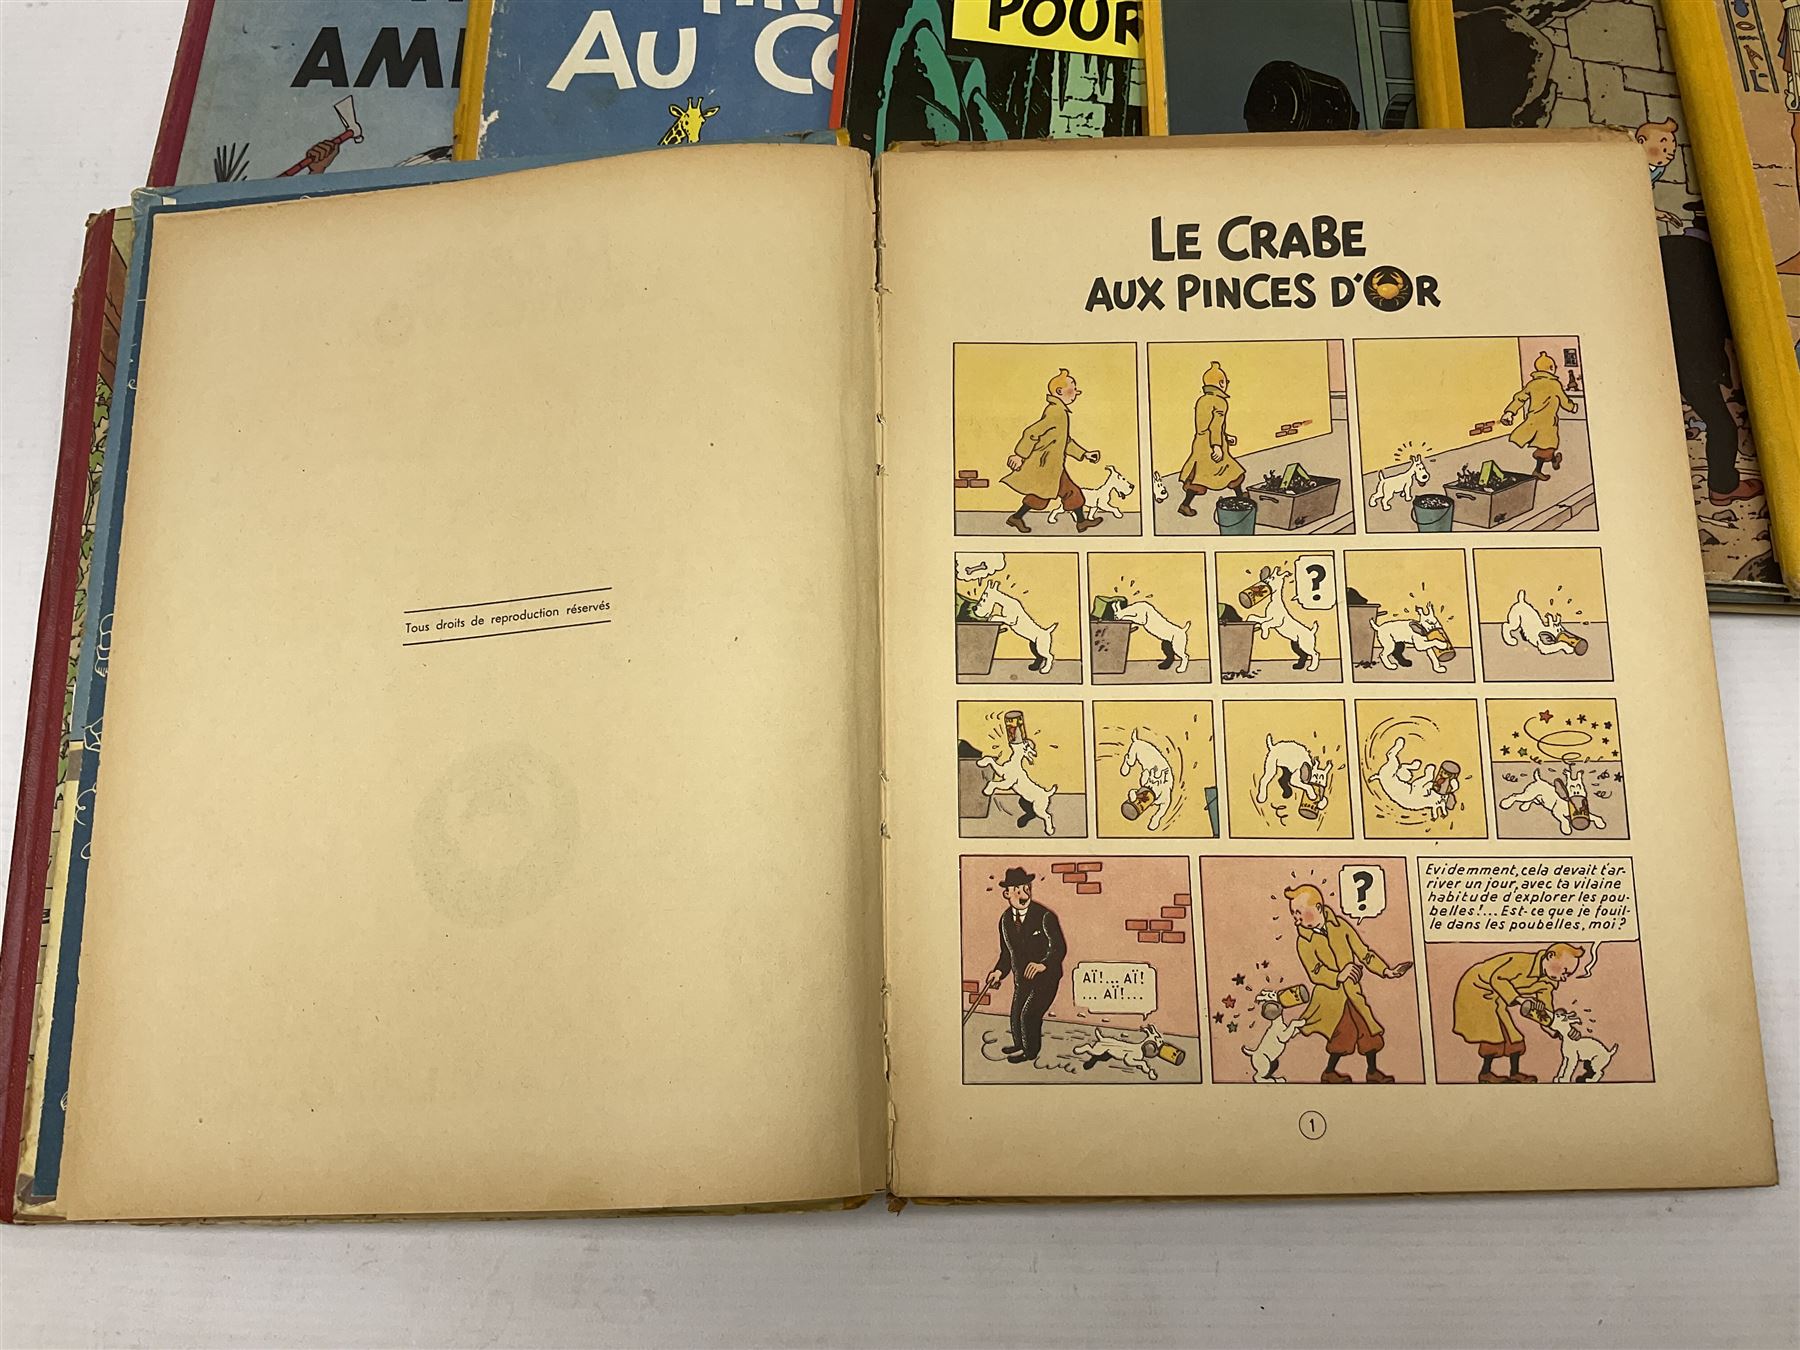 AM
AU CO
POUR
Tous droits de reproduction réservés
LE CRABE
AUX PINCES D'OR
?
AÏ!... AÏ!
... AÏ!...
?
Evidemment, cela devait t'ar-
river un jour, avec ta vilaine
habitude d'explorer les pou-
belles!... Est-ce que je fouil-
le dans les poubelles, moi?
1